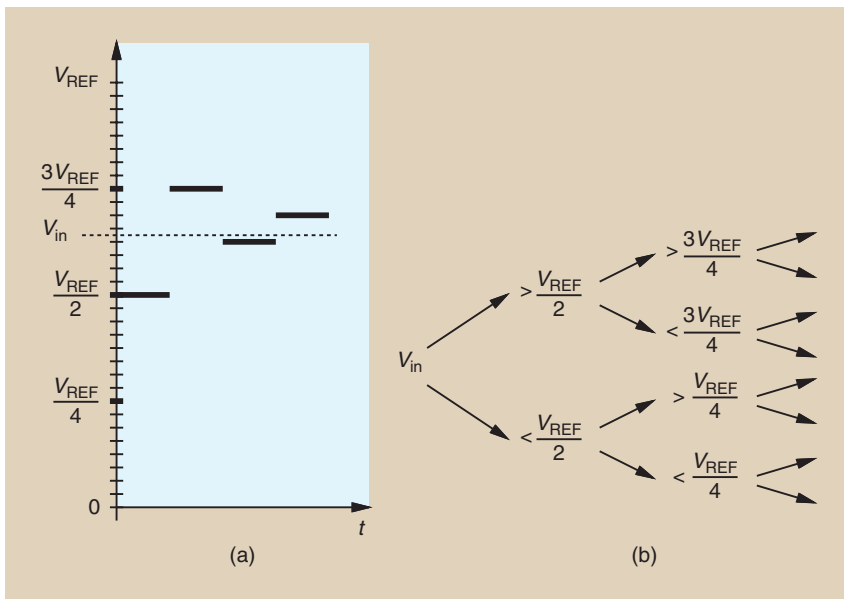 V_REF
3V_REF/4
V_in
V_REF/2
V_REF/4
0
t
(a)
V_in
> V_REF/2
< V_REF/2
> 3V_REF/4
< 3V_REF/4
> V_REF/4
< V_REF/4
(b)